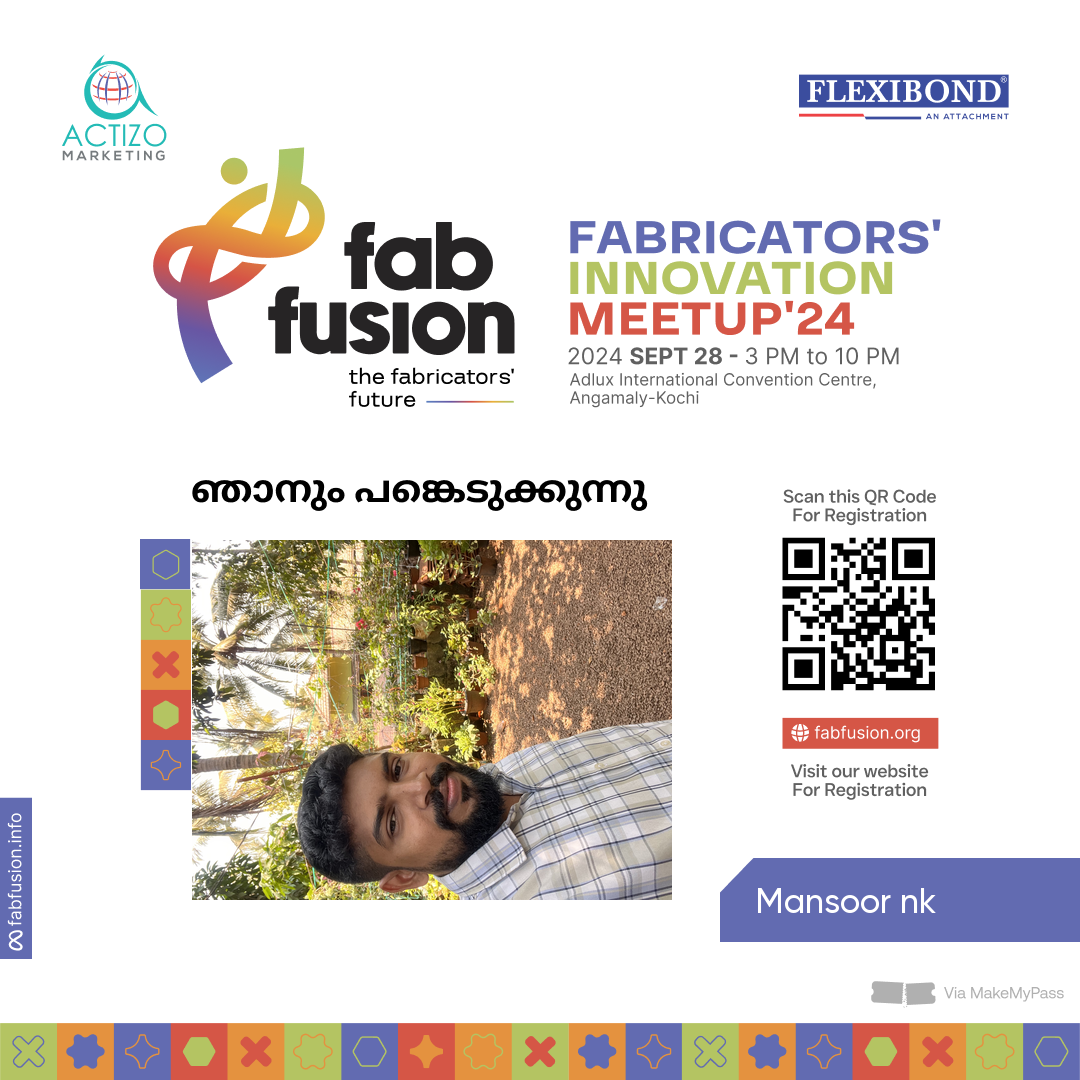 ACTIZO
MARKETING
FLEXIBOND®
AN ATTACHMENT
fab
fusion
the fabricators'
future
FABRICATORS'
INNOVATION
MEETUP'24
2024 SEPT 28 - 3 PM to 10 PM
Adlux International Convention Centre,
Angamaly-Kochi
ഞാനും പങ്കെടുക്കുന്നു
Scan this QR Code
For Registration
fabfusion.org
Visit our website
For Registration
fabfusion.info
Mansoor nk
Via MakeMyPass